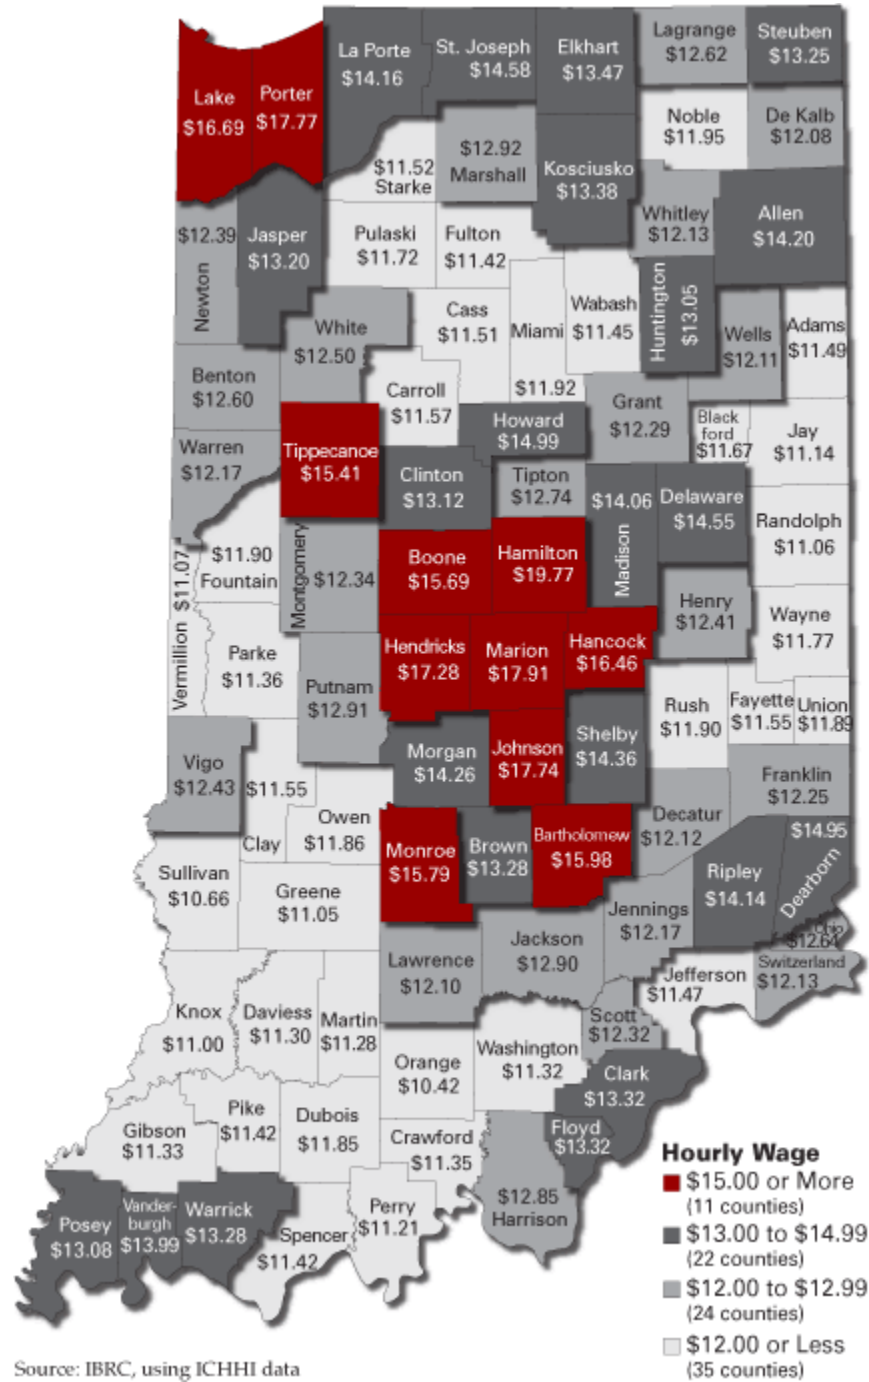 Lagrange
$12.62
Steuben
$13.25
La Porte
$14.16
St. Joseph
$14.58
Elkhart
$13.47
Lake
$16.69
Porter
$17.77
Noble
$11.95
De Kalb
$12.08
$11.52
Starke
$12.92
Marshall
Kosciusko
$13.38
Whitley
$12.13
Allen
$14.20
$12.39
Newton
Jasper
$13.20
Pulaski
$11.72
Fulton
$11.42
Huntington
$13.05
White
$12.50
Cass
$11.51
Miami
$11.92
Wabash
$11.45
Wells
$12.11
Adams
$11.49
Benton
$12.60
Carroll
$11.57
Grant
$12.29
Black
ford
$11.67
Jay
$11.14
Warren
$12.17
Tippecanoe
$15.41
Howard
$14.99
Clinton
$13.12
Tipton
$12.74
$14.06
Madison
Delaware
$14.55
Randolph
$11.06
$11.07
Vermillion
$11.90
Fountain
Montgomery
$12.34
Boone
$15.69
Hamilton
$19.77
Henry
$12.41
Wayne
$11.77
Parke
$11.36
Putnam
$12.91
Hendricks
$17.28
Marion
$17.91
Hancock
$16.46
Rush
$11.90
Fayette
$11.55
Union
$11.89
Vigo
$12.43
$11.55
Clay
Morgan
$14.26
Johnson
$17.74
Shelby
$14.36
Franklin
$12.25
Owen
$11.86
Monroe
$15.79
Brown
$13.28
Bartholomew
$15.98
Decatur
$12.12
$14.95
Dearborn
Sullivan
$10.66
Greene
$11.05
Ripley
$14.14
Jennings
$12.17
Ohio
$12.64
Lawrence
$12.10
Jackson
$12.90
Jefferson
$11.47
Switzerland
$12.13
Knox
$11.00
Daviess
$11.30
Martin
$11.28
Scott
$12.32
Orange
$10.42
Washington
$11.32
Clark
$13.32
Gibson
$11.33
Pike
$11.42
Dubois
$11.85
Crawford
$11.35
Floyd
$13.32
$12.85
Harrison
Posey
$13.08
Vander-
burgh
$13.99
Warrick
$13.28
Spencer
$11.42
Perry
$11.21
Hourly Wage
$15.00 or More
(11 counties)
$13.00 to $14.99
(22 counties)
$12.00 to $12.99
(24 counties)
$12.00 or Less
(35 counties)
Source: IBRC, using ICHHI data